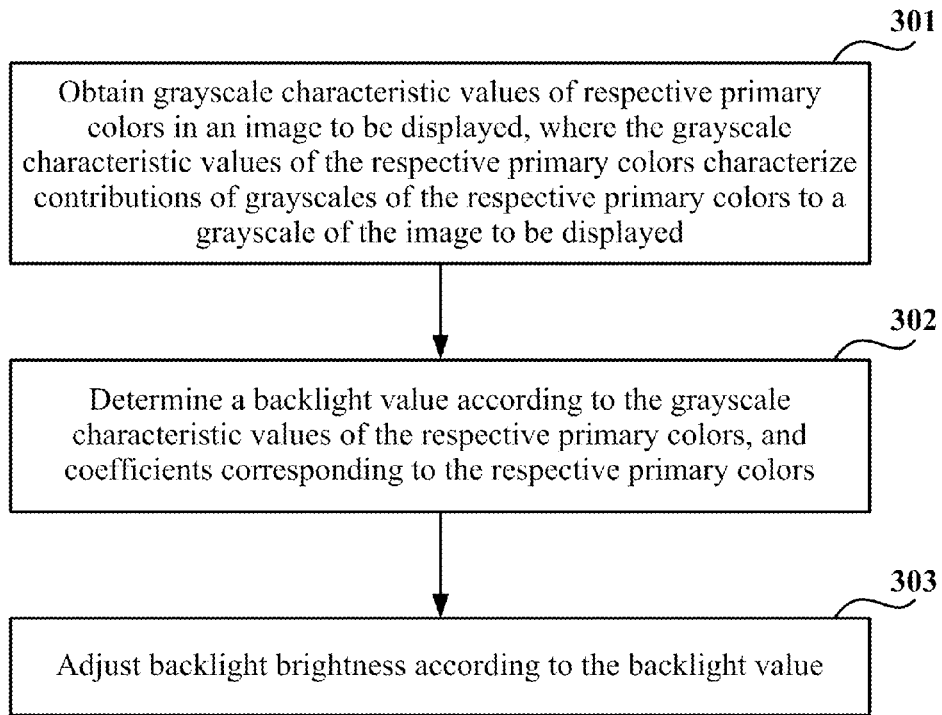 301
Obtain grayscale characteristic values of respective primary
colors in an image to be displayed, where the grayscale
characteristic values of the respective primary colors characterize
contributions of grayscales of the respective primary colors to a
grayscale of the image to be displayed
302
Determine a backlight value according to the grayscale
characteristic values of the respective primary colors, and
coefficients corresponding to the respective primary colors
303
Adjust backlight brightness according to the backlight value